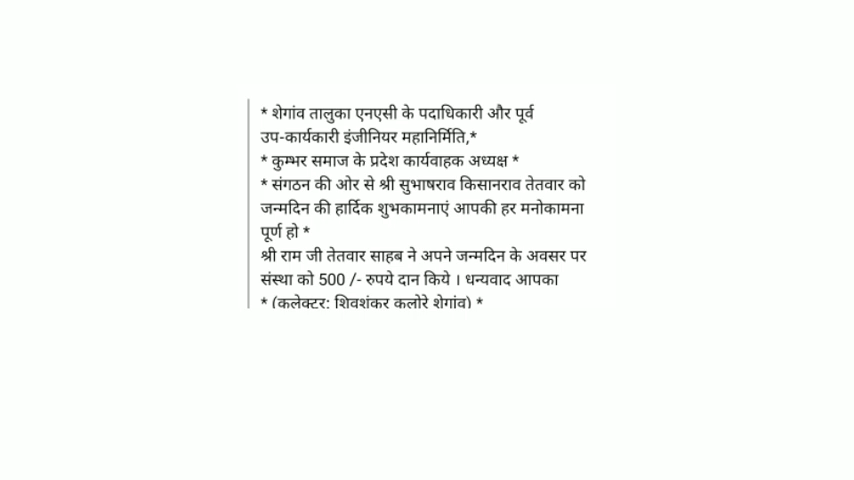 * शेगांव तालुका एनएसी के पदाधिकारी और पूर्व
उप-कार्यकारी इंजीनियर महानिर्मिति,*
* कुम्भर समाज के प्रदेश कार्यवाहक अध्यक्ष *
* संगठन की ओर से श्री सुभाषराव किसानराव तेतवार को
जन्मदिन की हार्दिक शुभकामनाएं आपकी हर मनोकामना
पूर्ण हो *
श्री राम जी तेतवार साहब ने अपने जन्मदिन के अवसर पर
संस्था को 500 /- रुपये दान किये । धन्यवाद आपका
* (कलेक्टर: शिवशंकर कलोरे शेगांव) *